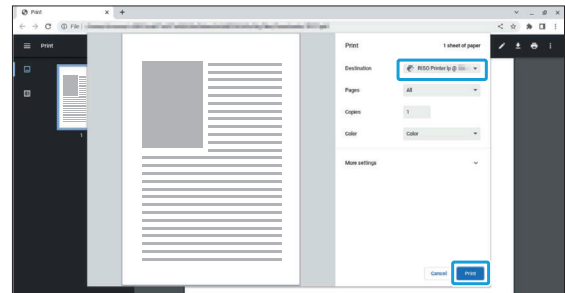 Print
File
Print
1
Print 1 sheet of paper
Destination RISO Printer Ip @
Pages All
Copies 1
Color Color
More settings
Cancel Print